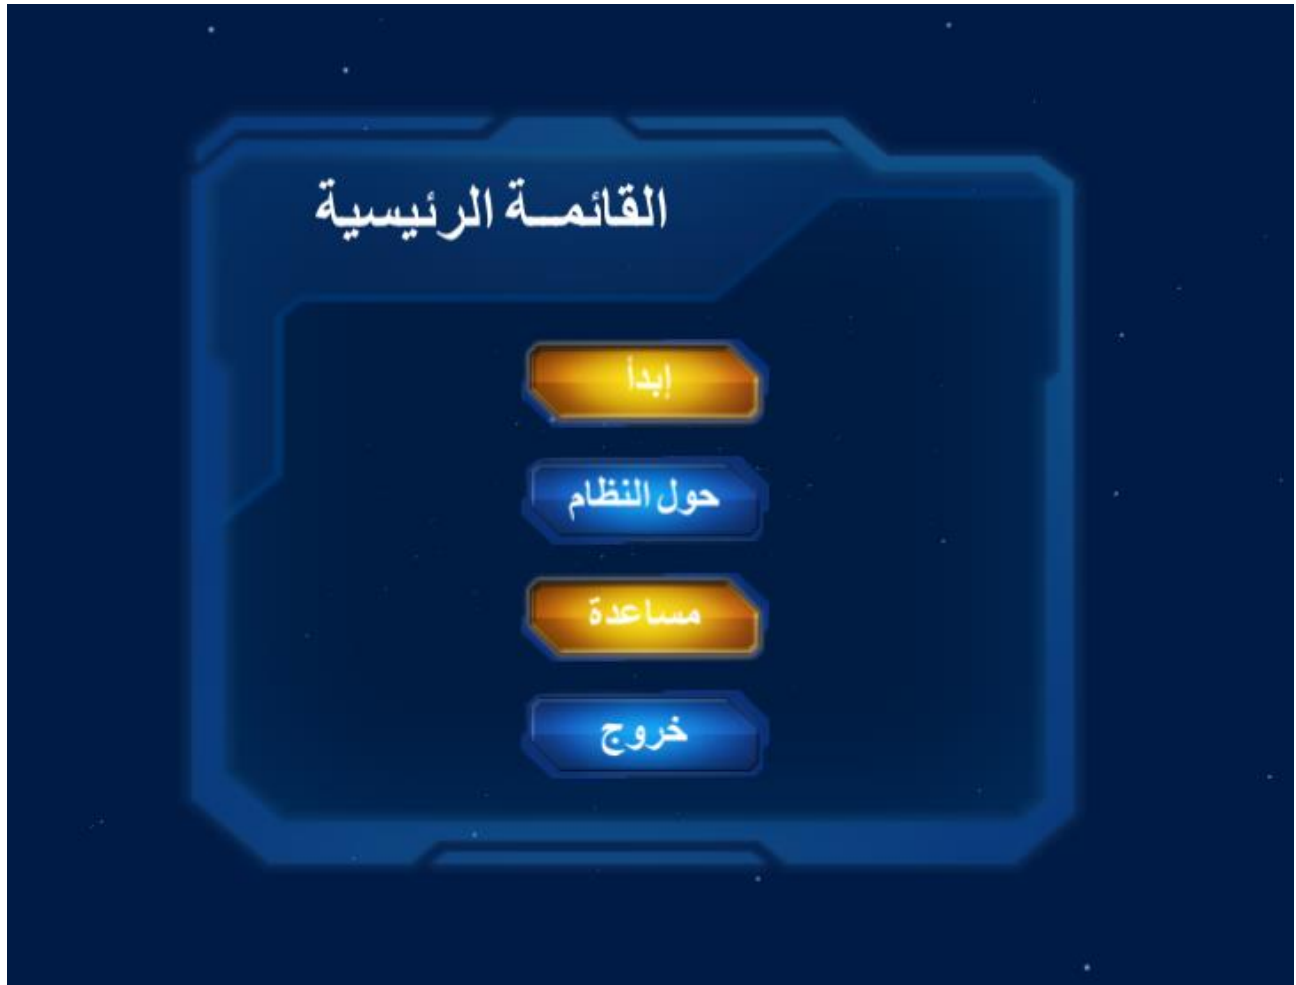 القائمــة الرئيسية
إبدأ
حول النظام
مساعدة
خروج